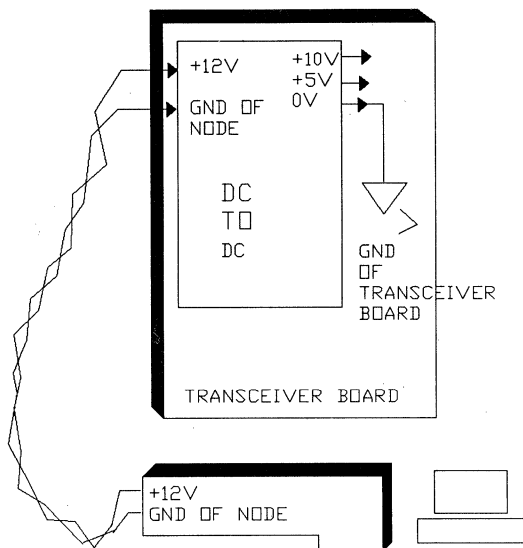 +12V
GND OF
NODE
+10V
+5V
0V
DC
TO
DC
GND
OF
TRANSCEIVER
BOARD
TRANSCEIVER BOARD
+12V
GND OF NODE